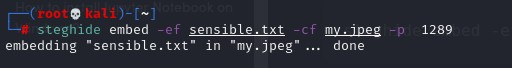 ┌──(root💀kali)-[~]
└─# steghide embed -ef sensible.txt -cf my.jpeg -p  1289
embedding "sensible.txt" in "my.jpeg"... done